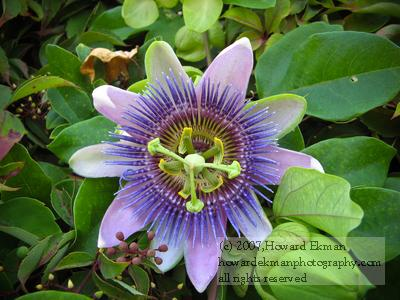 (c) 2007, Howard Ekman
howardekmanphotography.com
all rights reserved